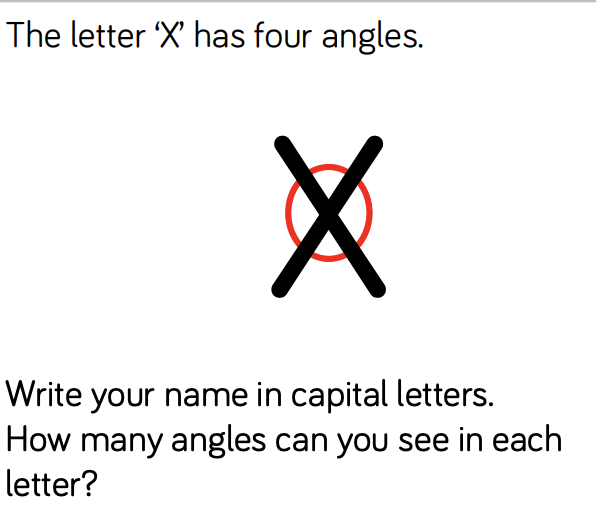 The letter ‘X’ has four angles.
Write your name in capital letters.
How many angles can you see in each
letter?